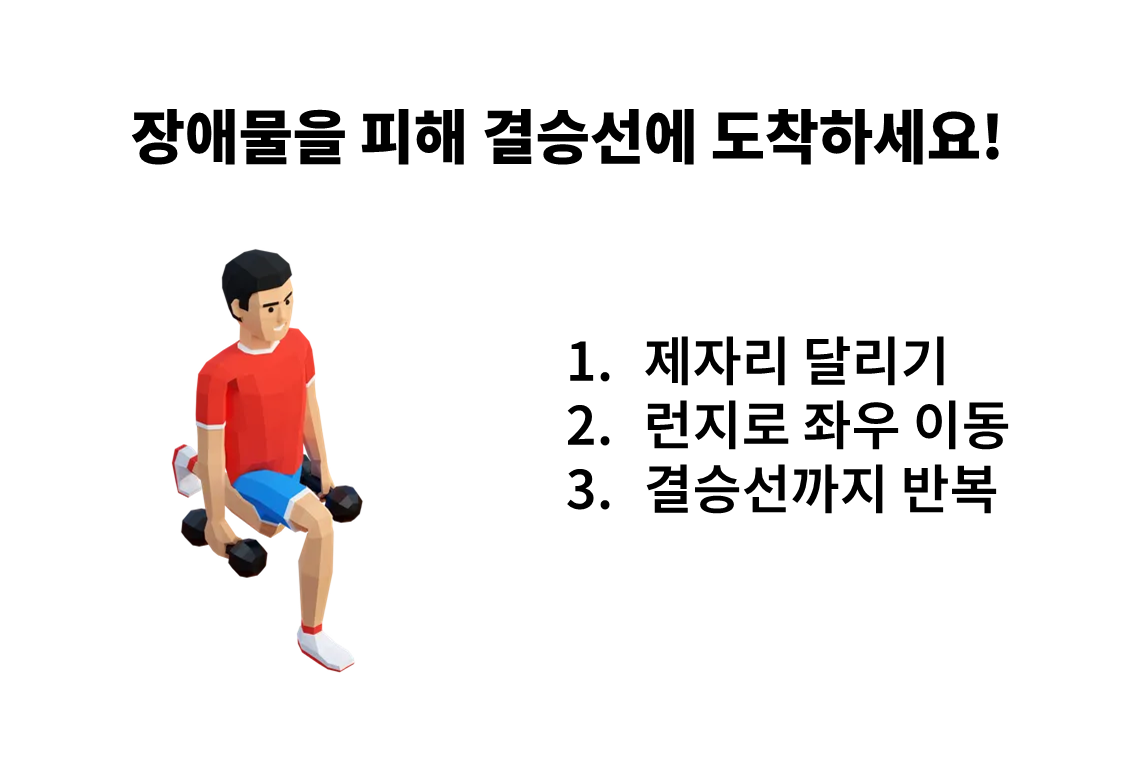 장애물을 피해 결승선에 도착하세요!
1. 제자리 달리기
2. 런지로 좌우 이동
3. 결승선까지 반복